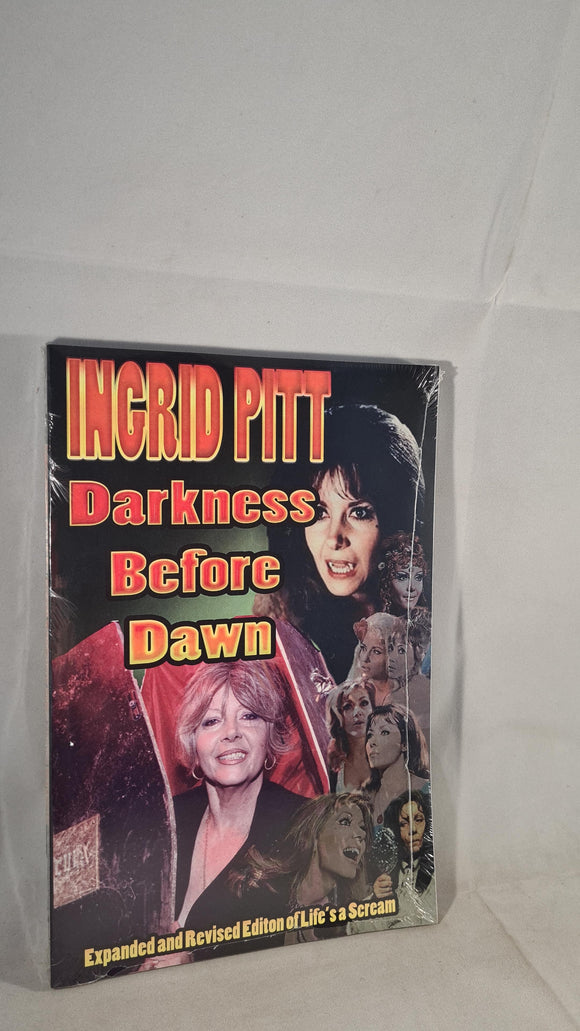 INGRID PITT
Darkness
Before
Dawn
Expanded and Revised Editon of Life's a Scream